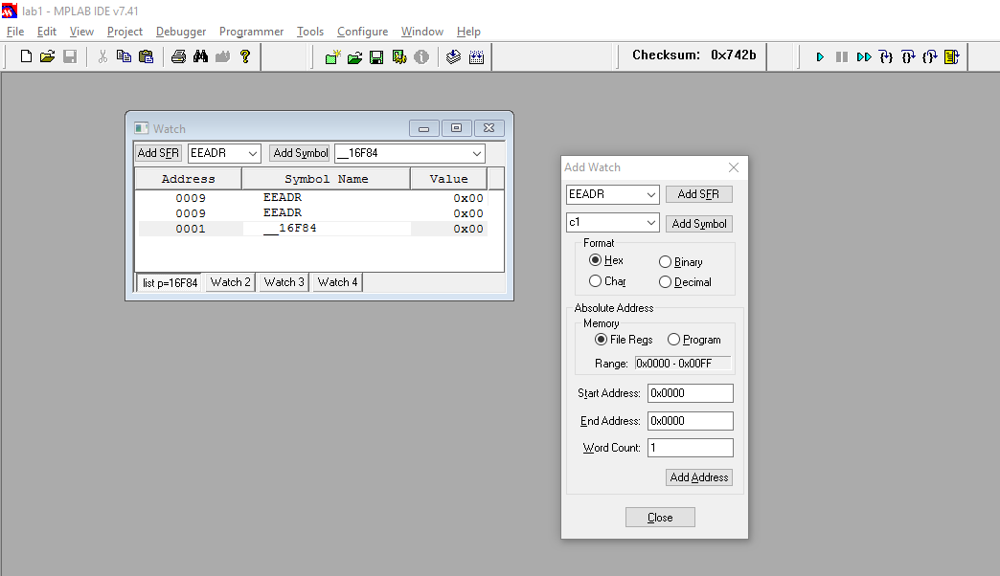 lab1 - MPLAB IDE v7.41
File Edit View Project Debugger Programmer Tools Configure Window Help
Checksum: 0x742b
Watch
Add SFR EEADR Add Symbol __16F84
Address Symbol Name Value
0009 EEADR 0x00
0009 EEADR 0x00
0001 __16F84 0x00
list p=16F84 Watch 2 Watch 3 Watch 4
Add Watch
EEADR Add SFR
c1 Add Symbol
Format
Hex Binary
Char Decimal
Absolute Address
Memory
File Regs Program
Range: 0x0000 - 0x00FF
Start Address: 0x0000
End Address: 0x0000
Word Count: 1
Add Address
Close